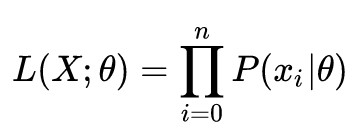 L(X; θ) = ∏_{i=0}^{n} P(x_i|θ)